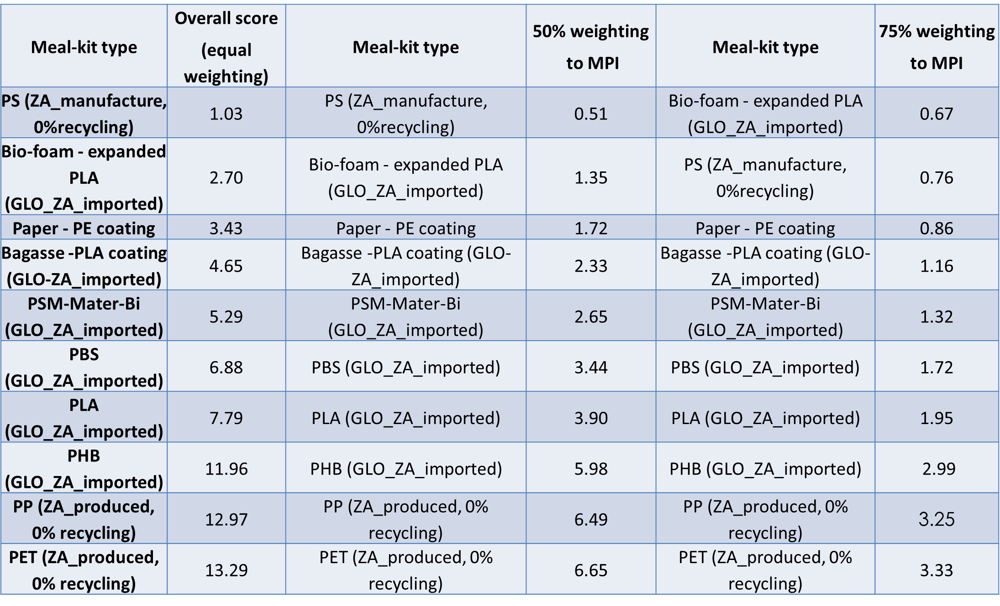 Meal-kit type
Overall score
(equal
weighting)
Meal-kit type
50% weighting
to MPI
Meal-kit type
75% weighting
to MPI
PS (ZA_manufacture,
0%recycling)
1.03
PS (ZA_manufacture,
0%recycling)
0.51
Bio-foam - expanded PLA
(GLO_ZA_imported)
0.67
Bio-foam - expanded
PLA
(GLO_ZA_imported)
2.70
Bio-foam - expanded PLA
(GLO_ZA_imported)
1.35
PS (ZA_manufacture,
0%recycling)
0.76
Paper - PE coating
3.43
Paper - PE coating
1.72
Paper - PE coating
0.86
Bagasse -PLA coating
(GLO-ZA_imported)
4.65
Bagasse -PLA coating (GLO-
ZA_imported)
2.33
Bagasse -PLA coating (GLO-
ZA_imported)
1.16
PSM-Mater-Bi
(GLO_ZA_imported)
5.29
PSM-Mater-Bi
(GLO_ZA_imported)
2.65
PSM-Mater-Bi
(GLO_ZA_imported)
1.32
PBS
(GLO_ZA_imported)
6.88
PBS (GLO_ZA_imported)
3.44
PBS (GLO_ZA_imported)
1.72
PLA
(GLO_ZA_imported)
7.79
PLA (GLO_ZA_imported)
3.90
PLA (GLO_ZA_imported)
1.95
PHB
(GLO_ZA_imported)
11.96
PHB (GLO_ZA_imported)
5.98
PHB (GLO_ZA_imported)
2.99
PP (ZA_produced,
0% recycling)
12.97
PP (ZA_produced, 0%
recycling)
6.49
PP (ZA_produced, 0%
recycling)
3.25
PET (ZA_produced,
0% recycling)
13.29
PET (ZA_produced, 0%
recycling)
6.65
PET (ZA_produced, 0%
recycling)
3.33